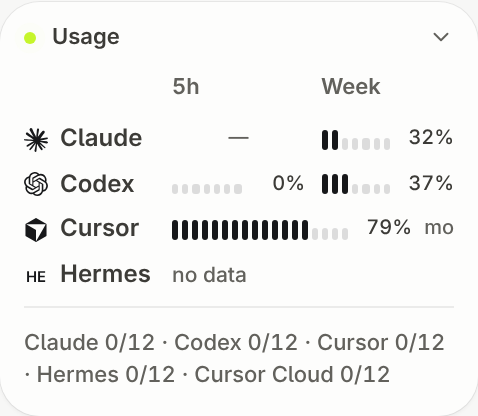 Usage
5h Week
Claude — 32%
Codex 0% 37%
Cursor 79% mo
HE Hermes no data
Claude 0/12 · Codex 0/12 · Cursor 0/12
· Hermes 0/12 · Cursor Cloud 0/12